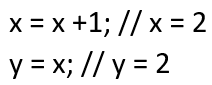 x = x +1; // x = 2
y = x; // y = 2